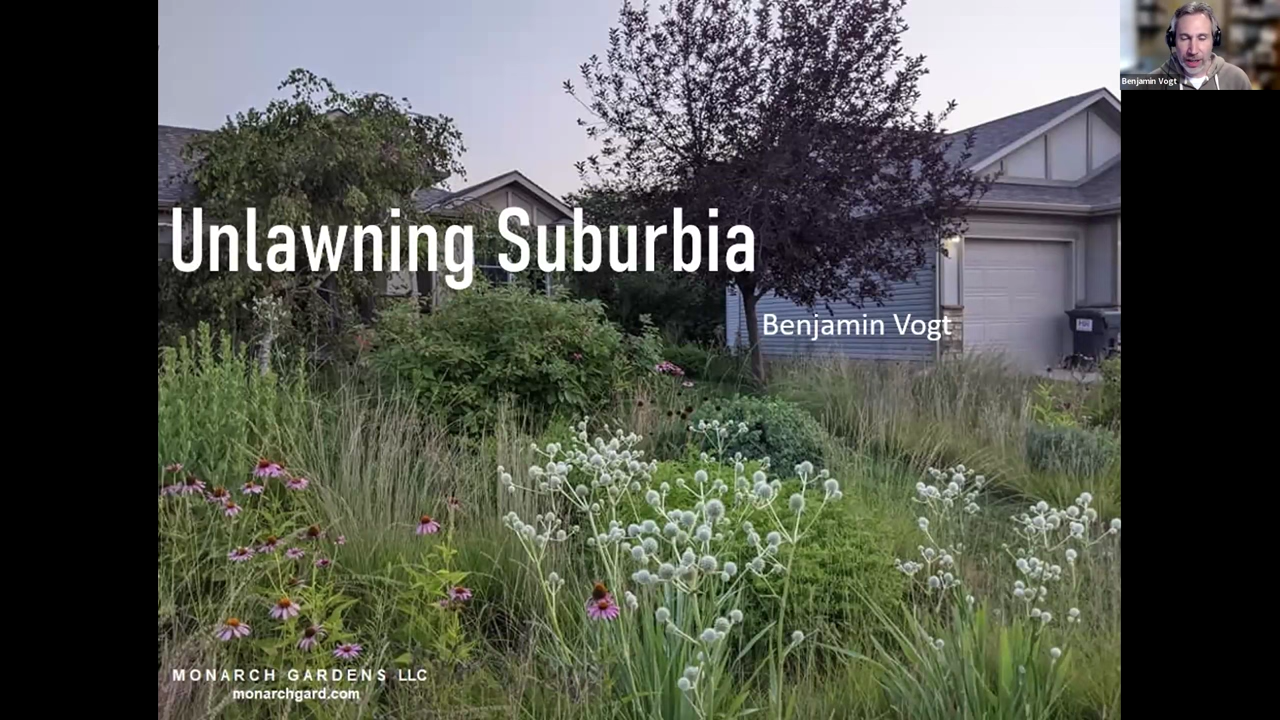 Benjamin Vogt
Unlawning Suburbia
Benjamin Vogt
MONARCH GARDENS LLC
monarchgard.com